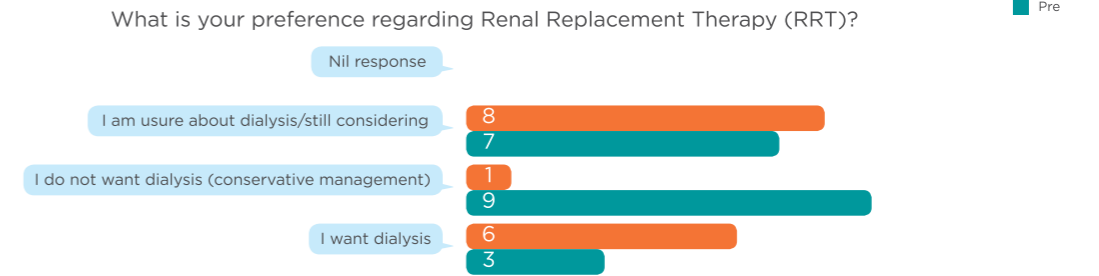 What is your preference regarding Renal Replacement Therapy (RRT)?
Pre
Nil response
I am usure about dialysis/still considering
8
7
I do not want dialysis (conservative management)
1
9
I want dialysis
6
3